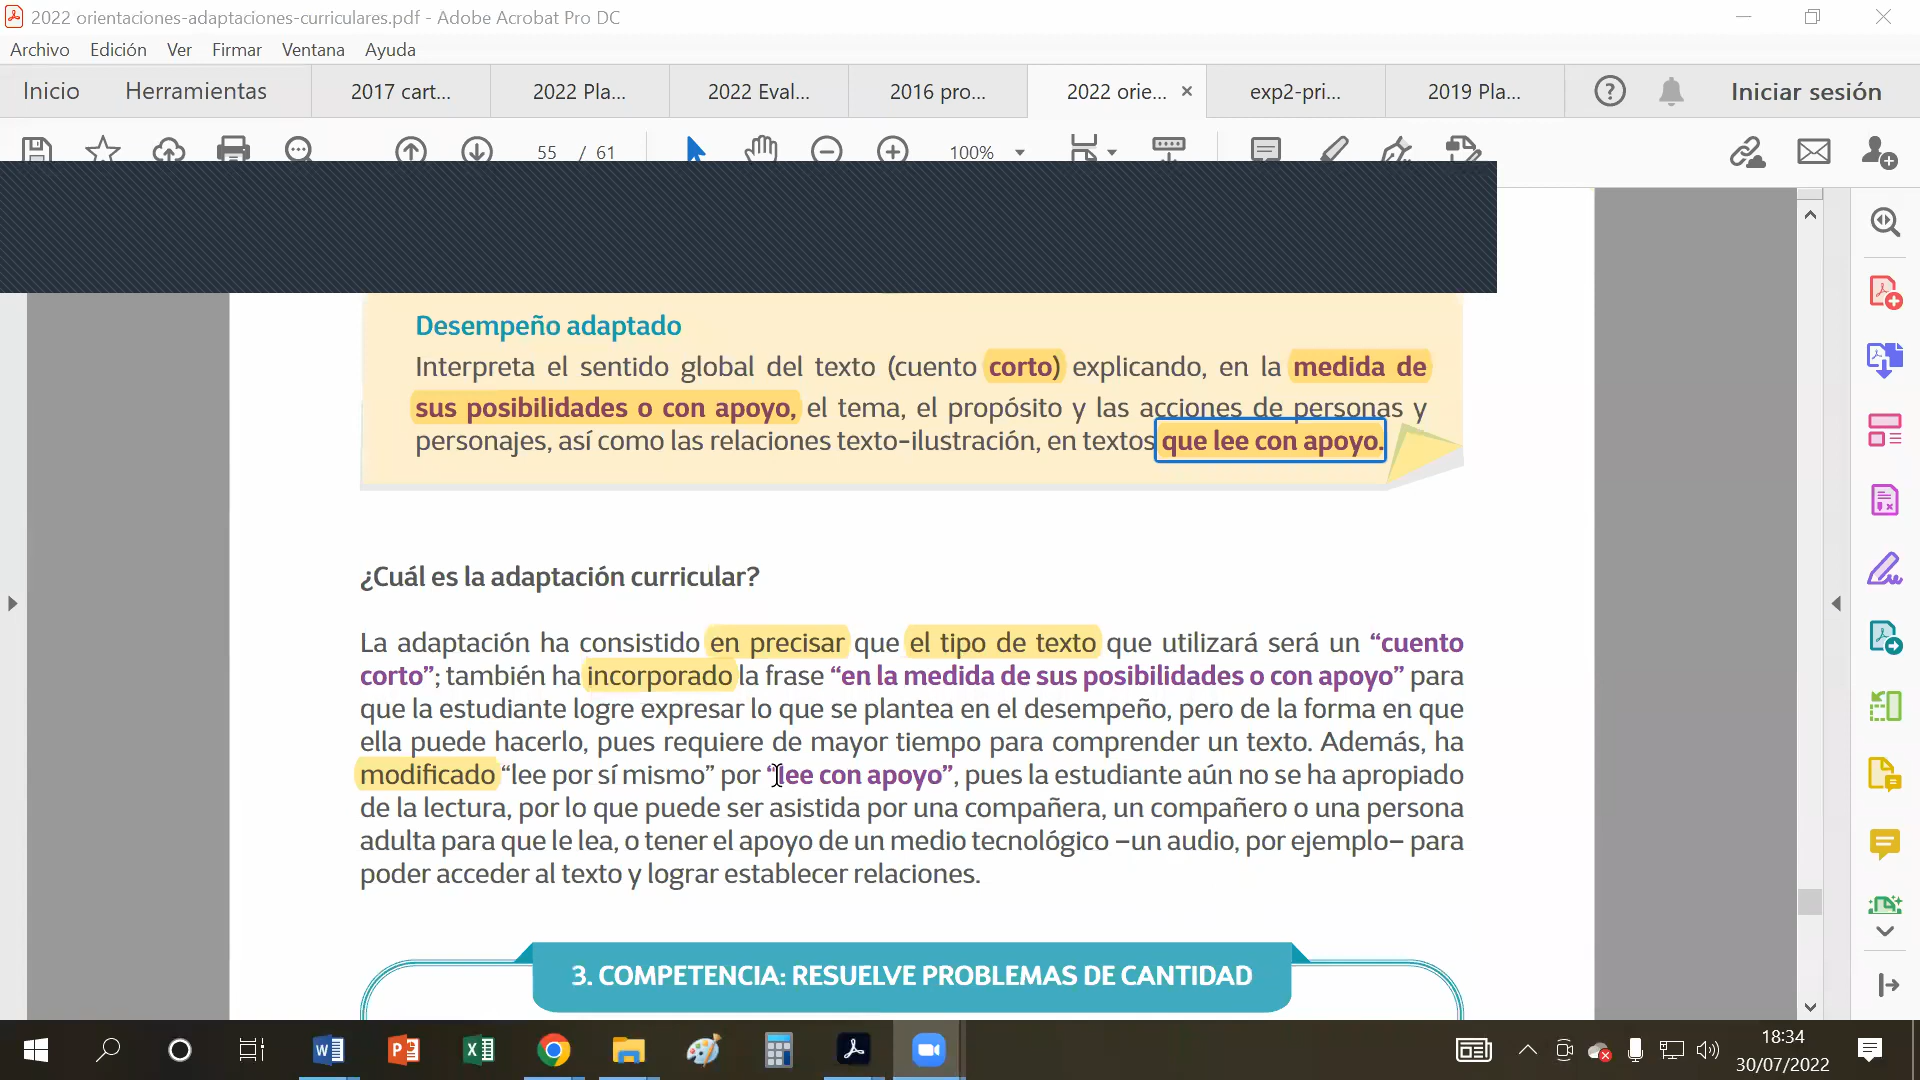 2022 orientaciones-adaptaciones-curriculares.pdf - Adobe Acrobat Pro DC
Archivo Edición Ver Firmar Ventana Ayuda
Inicio Herramientas 2017 cart... 2022 Pla... 2022 Eval... 2016 pro... 2022 orie... × exp2-pri... 2019 Pla... ? Iniciar sesión
55 / 61 100%
Desempeño adaptado
Interpreta el sentido global del texto (cuento corto) explicando, en la medida de
sus posibilidades o con apoyo, el tema, el propósito y las acciones de personas y
personajes, así como las relaciones texto-ilustración, en textos que lee con apoyo.
¿Cuál es la adaptación curricular?
La adaptación ha consistido en precisar que el tipo de texto que utilizará será un “cuento
corto”; también ha incorporado la frase “en la medida de sus posibilidades o con apoyo” para
que la estudiante logre expresar lo que se plantea en el desempeño, pero de la forma en que
ella puede hacerlo, pues requiere de mayor tiempo para comprender un texto. Además, ha
modificado “lee por sí mismo” por “lee con apoyo”, pues la estudiante aún no se ha apropiado
de la lectura, por lo que puede ser asistida por una compañera, un compañero o una persona
adulta para que le lea, o tener el apoyo de un medio tecnológico –un audio, por ejemplo– para
poder acceder al texto y lograr establecer relaciones.
3. COMPETENCIA: RESUELVE PROBLEMAS DE CANTIDAD
18:34
30/07/2022